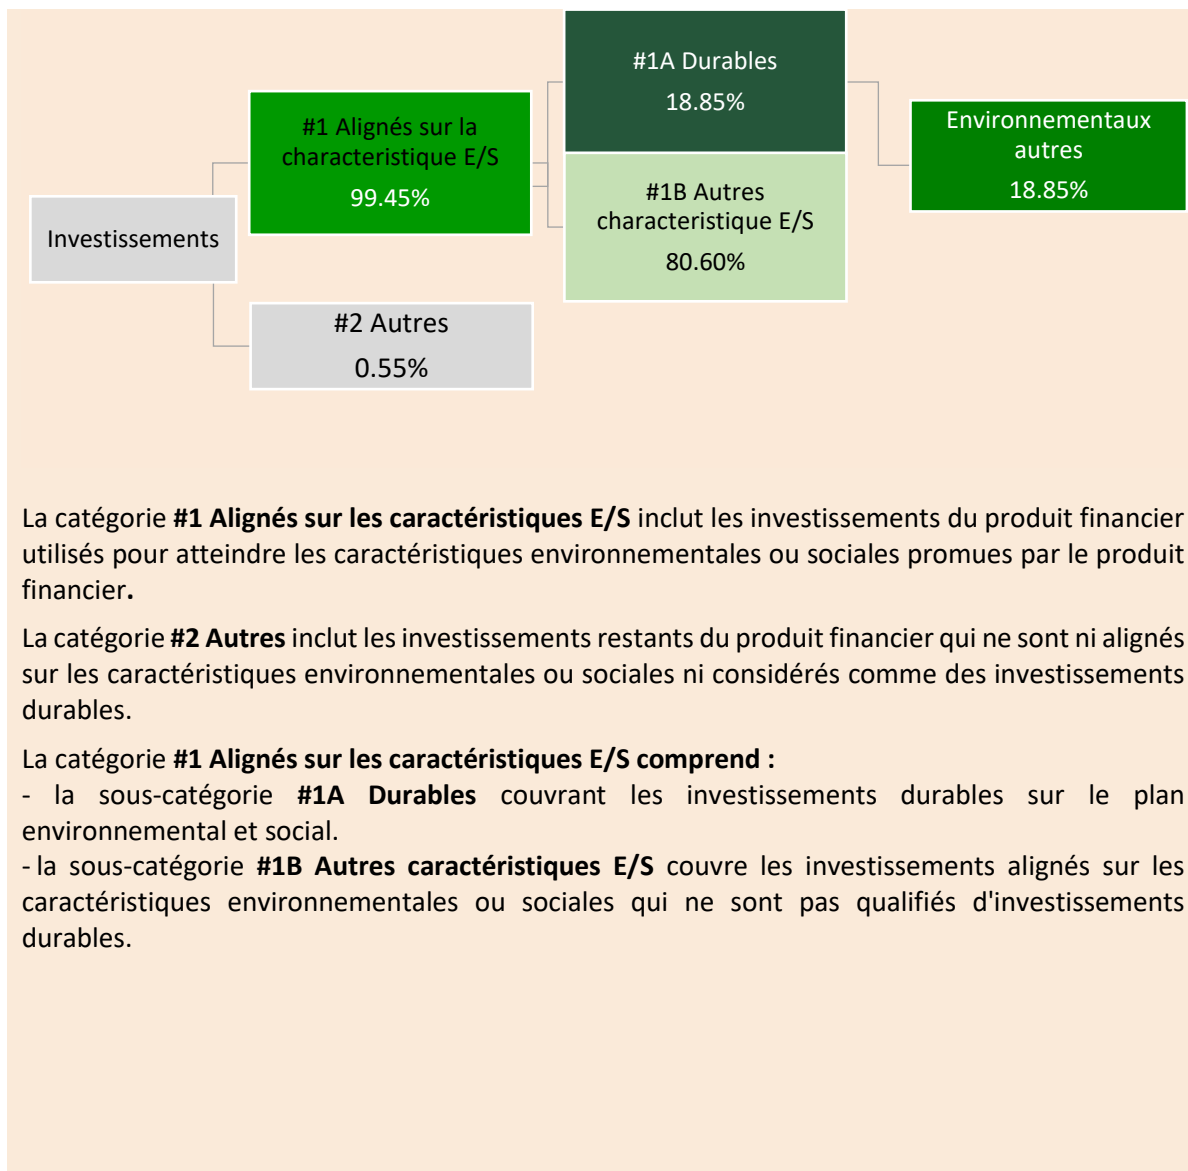 #1A Durables
18.85%
#1 Alignés sur la
characteristique E/S
99.45%
Environnementaux
autres
18.85%
#1B Autres
characteristique E/S
80.60%
Investissements
#2 Autres
0.55%
La catégorie #1 Alignés sur les caractéristiques E/S inclut les investissements du produit financier
utilisés pour atteindre les caractéristiques environnementales ou sociales promues par le produit
financier.
La catégorie #2 Autres inclut les investissements restants du produit financier qui ne sont ni alignés
sur les caractéristiques environnementales ou sociales ni considérés comme des investissements
durables.
La catégorie #1 Alignés sur les caractéristiques E/S comprend :
- la sous-catégorie #1A Durables couvrant les investissements durables sur le plan
environnemental et social.
- la sous-catégorie #1B Autres caractéristiques E/S couvre les investissements alignés sur les
caractéristiques environnementales ou sociales qui ne sont pas qualifiés d'investissements
durables.